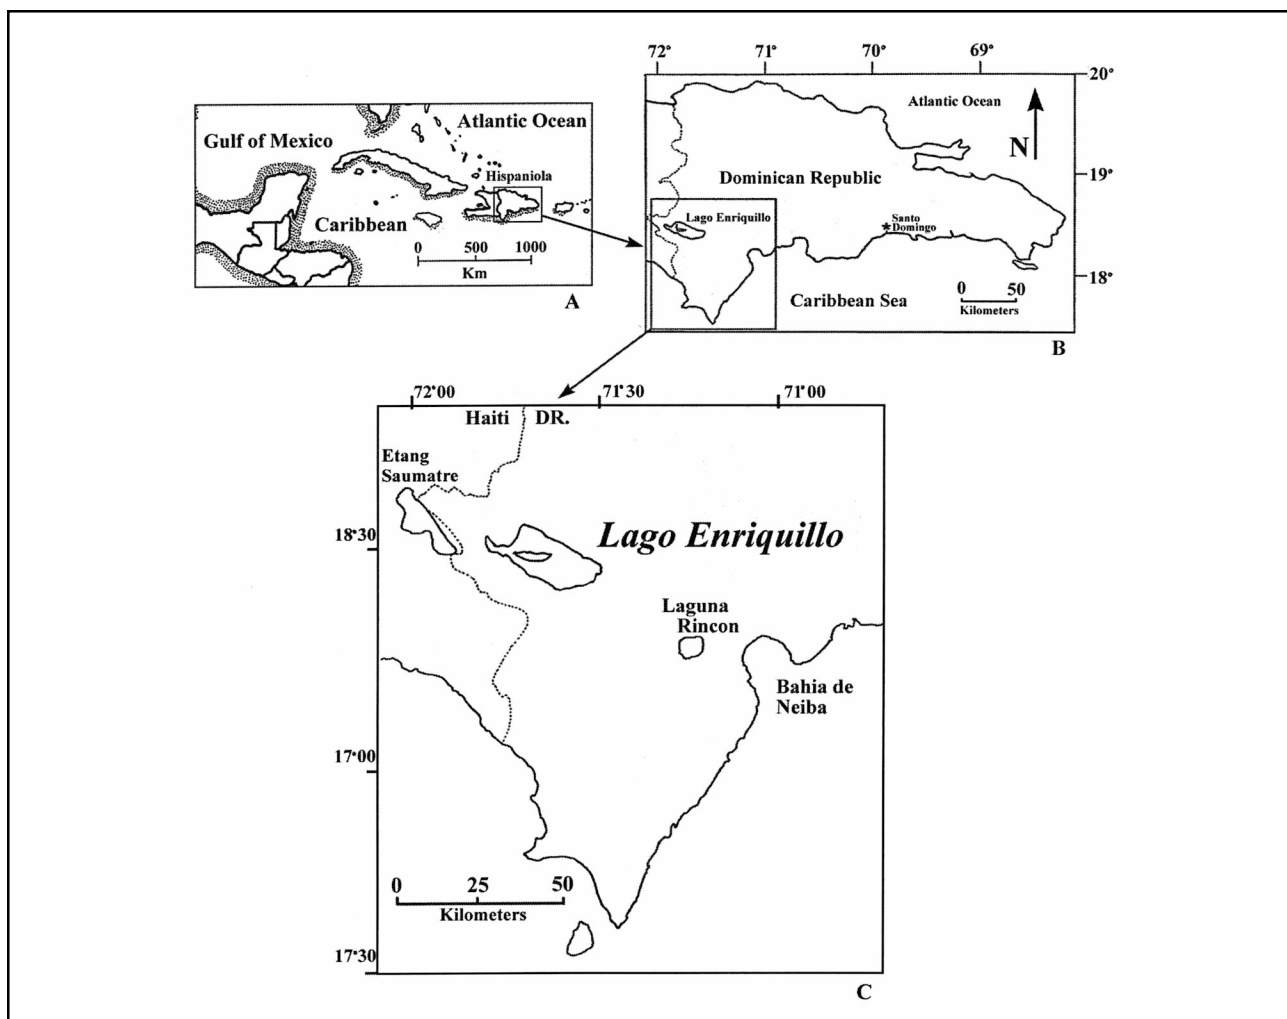 Gulf of Mexico
Atlantic Ocean
Hispaniola
Caribbean
0 500 1000
Km
A
72° 71° 70° 69°
20°
Atlantic Ocean
N
19°
Dominican Republic
Lago Enriquillo
Santo
Domingo
18°
Caribbean Sea
0 50
Kilometers
B
72°00 71°30 71°00
Haiti DR.
Etang
Saumatre
18°30
Lago Enriquillo
Laguna
Rincon
Bahia de
Neiba
17°00
0 25 50
Kilometers
17°30
C